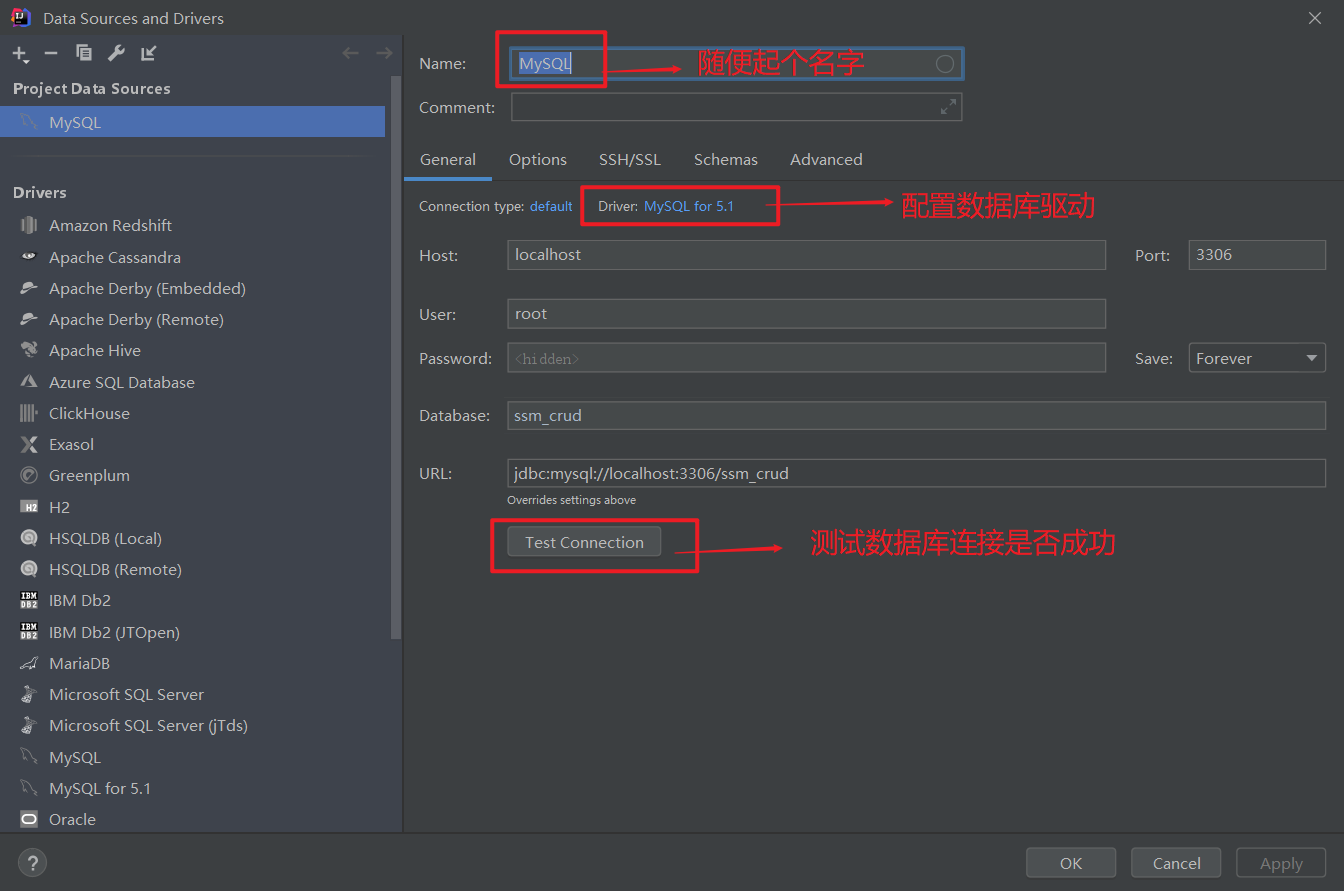 Data Sources and Drivers
Project Data Sources
MySQL
Drivers
Amazon Redshift
Apache Cassandra
Apache Derby (Embedded)
Apache Derby (Remote)
Apache Hive
Azure SQL Database
ClickHouse
Exasol
Greenplum
H2
HSQLDB (Local)
HSQLDB (Remote)
IBM Db2
IBM Db2 (JTOpen)
MariaDB
Microsoft SQL Server
Microsoft SQL Server (jTds)
MySQL
MySQL for 5.1
Oracle
Name: MySQL 随便起个名字
Comment:
General Options SSH/SSL Schemas Advanced
Connection type: default Driver: MySQL for 5.1 配置数据库驱动
Host: localhost Port: 3306
User: root
Password: <hidden> Save: Forever
Database: ssm_crud
URL: jdbc:mysql://localhost:3306/ssm_crud
Overrides settings above
Test Connection 测试数据库连接是否成功
? OK Cancel Apply